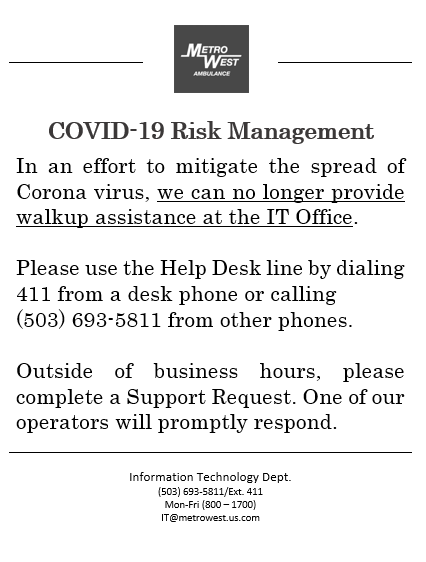 METRO
WEST
AMBULANCE
COVID-19 Risk Management
In an effort to mitigate the spread of
Corona virus, we can no longer provide
walkup assistance at the IT Office.
Please use the Help Desk line by dialing
411 from a desk phone or calling
(503) 693-5811 from other phones.
Outside of business hours, please
complete a Support Request. One of our
operators will promptly respond.
Information Technology Dept.
(503) 693-5811/Ext. 411
Mon-Fri (800 – 1700)
IT@metrowest.us.com